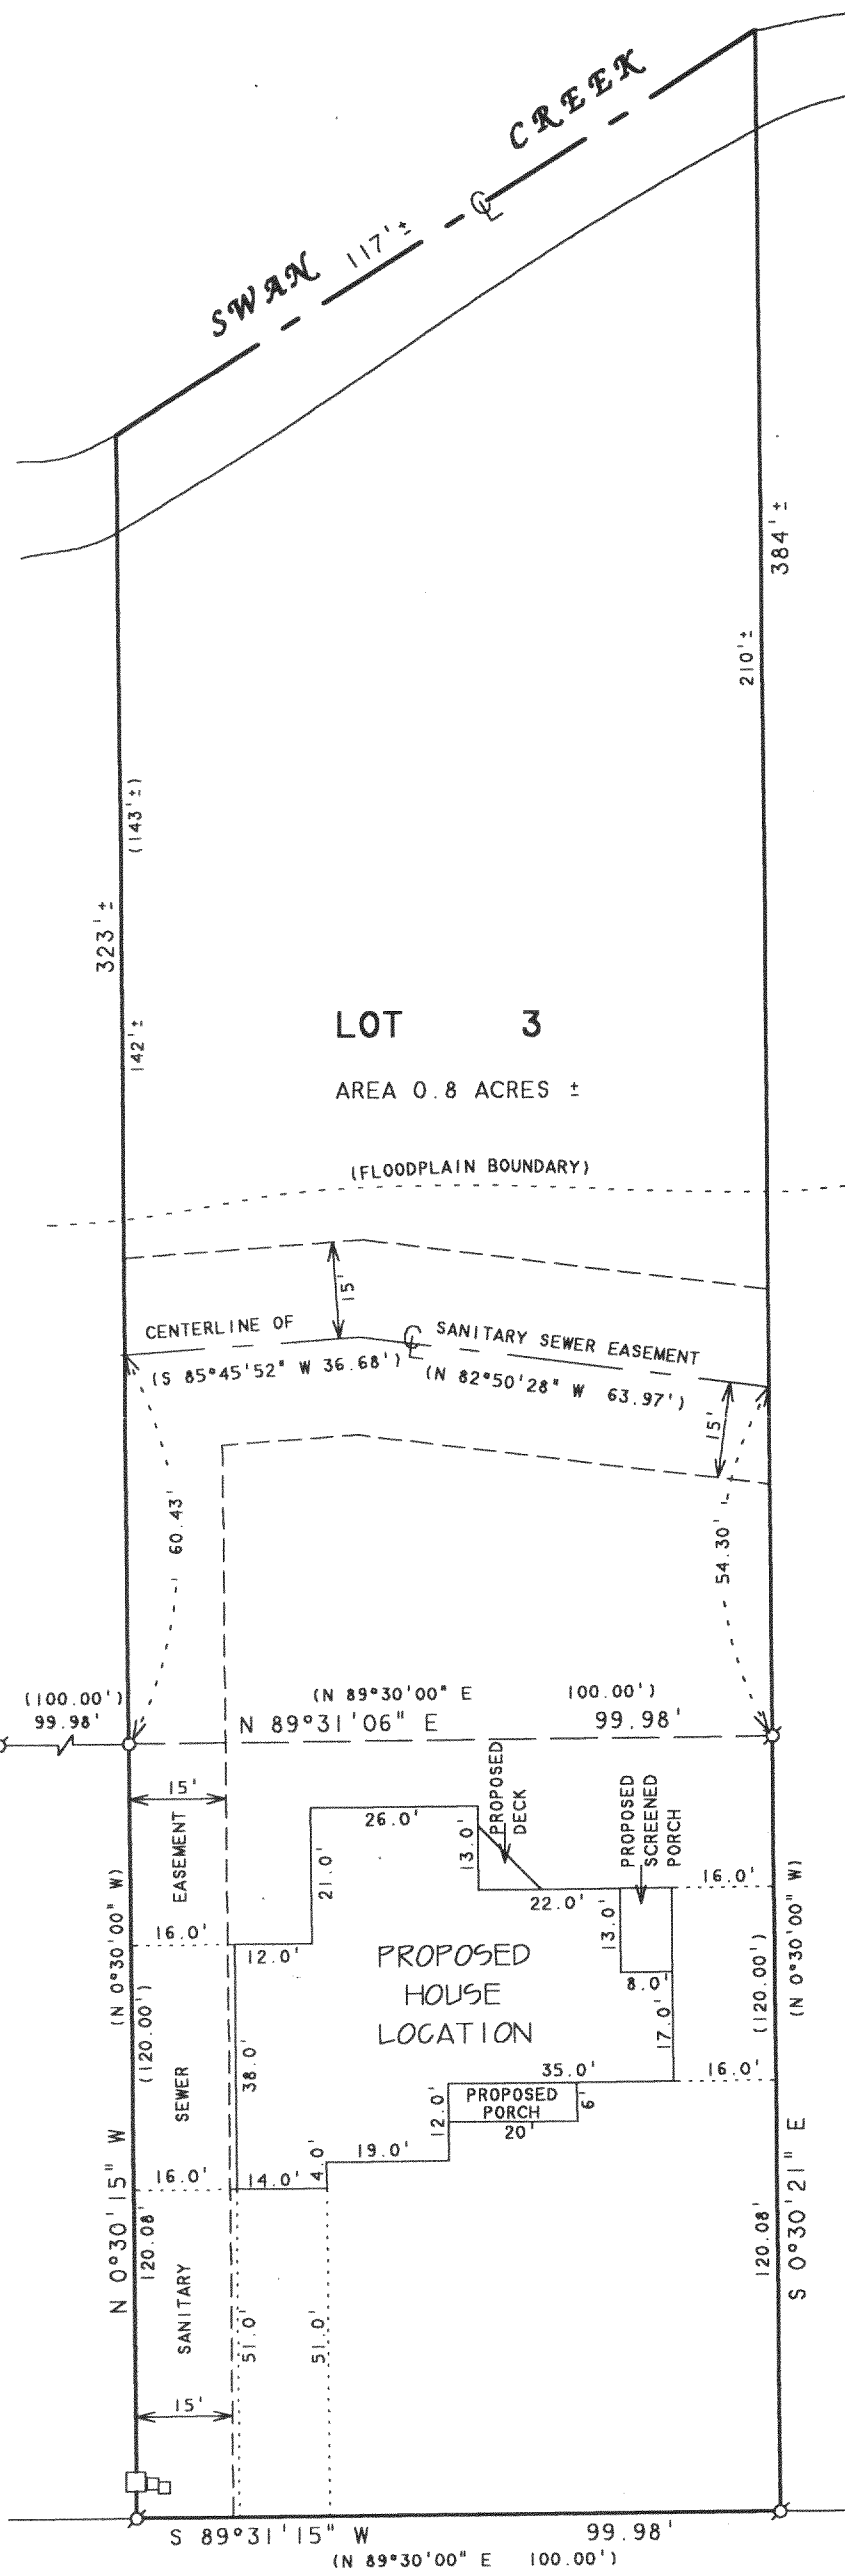 SWAN CREEK
117'±
CL
384'±
210'±
(143'±)
323'±
142'±
LOT 3
AREA 0.8 ACRES ±
(FLOODPLAIN BOUNDARY)
15'
CENTERLINE OF CL SANITARY SEWER EASEMENT
(S 85°45'52" W 36.68')
(N 82°50'28" W 63.97')
15'
60.43'
54.30'
(100.00')
99.98'
(N 89°30'00" E 100.00')
N 89°31'06" E 99.98'
15'
PROPOSED
DECK
PROPOSED
SCREENED
PORCH
26.0'
13.0'
21.0'
EASEMENT
16.0'
22.0'
13.0'
16.0'
12.0'
PROPOSED
HOUSE
LOCATION
8.0'
17.0'
(N 0°30'00" W)
(120.00')
(120.00')
(N 0°30'00" W)
38.0'
35.0'
16.0'
SEWER
12.0'
PROPOSED
PORCH
6'
20'
19.0'
4.0'
16.0'
14.0'
N 0°30'15" W
120.08'
120.08'
S 0°30'21" E
SANITARY
51.0'
51.0'
15'
S 89°31'15" W 99.98'
(N 89°30'00" E 100.00')